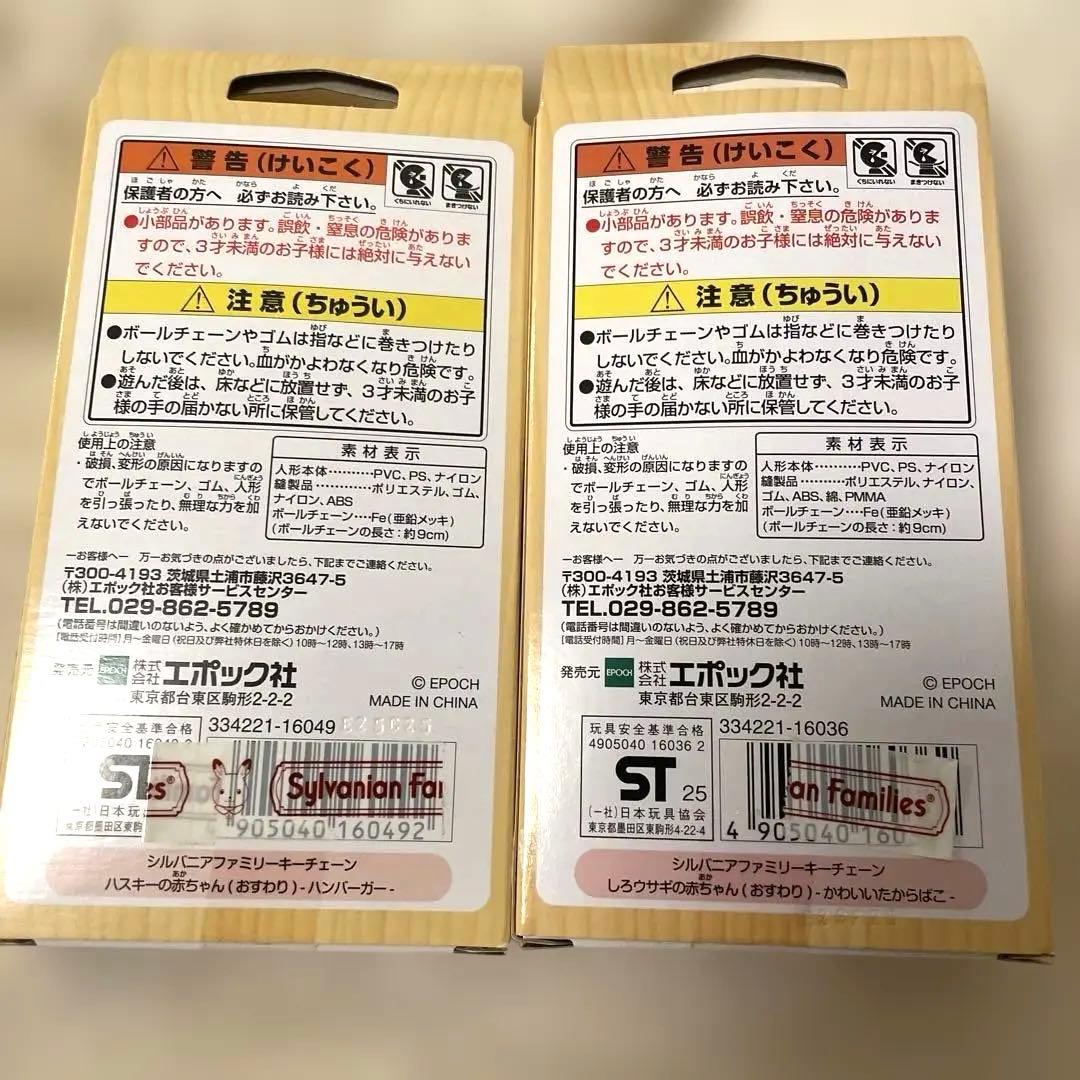 警告(けいこく)
くちにいれない
まきつけない
保護者の方へ 必ずお読み下さい。
●小部品があります。誤飲・窒息の危険がありま
すので、3才未満のお子様には絶対に与えない
でください。
注意(ちゅうい)
●ボールチェーンやゴムは指などに巻きつけたり
しないでください。血がかよわなくなり危険です。
●遊んだ後は、床などに放置せず、3才未満のお子
様の手の届かない所に保管してください。
使用上の注意
・破損、変形の原因になりますの
でボールチェーン、ゴム、人形
を引っ張ったり、無理な力を加
えないでください。
素材表示
人形本体………PVC、PS、ナイロン
縫製品………ポリエステル、ゴム、
ナイロン、ABS
ボールチェーン…Fe(亜鉛メッキ)
(ボールチェーンの長さ:約9cm)
―お客様へ― 万一お気づきの点がございましたら、下記までご連絡ください。
〒300-4193 茨城県土浦市藤沢3647-5
(株)エポック社お客様サービスセンター
TEL.029-862-5789
(電話番号は間違いのないよう、よく確かめてからおかけください。)
[電話受付時間]月〜金曜日(祝日及び弊社特休日を除く)10時〜12時、13時〜17時
発売元 EPOCH 株式会社 エポック社
東京都台東区駒形2-2-2
© EPOCH
MADE IN CHINA
安全基準合格
334221-16049
ST
es®
Sylvanian Fa
(一社)日本玩
東京都墨田区東駒
905040 160492
シルバニアファミリーキーチェーン
ハスキーの赤ちゃん(おすわり)-ハンバーガー-
警告(けいこく)
くちにいれない
まきつけない
保護者の方へ 必ずお読み下さい。
●小部品があります。誤飲・窒息の危険がありま
すので、3才未満のお子様には絶対に与えない
でください。
注意(ちゅうい)
●ボールチェーンやゴムは指などに巻きつけたり
しないでください。血がかよわなくなり危険です。
●遊んだ後は、床などに放置せず、3才未満のお子
様の手の届かない所に保管してください。
使用上の注意
・破損、変形の原因になりますの
でボールチェーン、ゴム、人形
を引っ張ったり、無理な力を加
えないでください。
素材表示
人形本体………PVC、PS、ナイロン
縫製品………ポリエステル、ナイロン、
ゴム、ABS、綿、PMMA
ボールチェーン…Fe(亜鉛メッキ)
(ボールチェーンの長さ:約9cm)
―お客様へ― 万一お気づきの点がございましたら、下記までご連絡ください。
〒300-4193 茨城県土浦市藤沢3647-5
(株)エポック社お客様サービスセンター
TEL.029-862-5789
(電話番号は間違いのないよう、よく確かめてからおかけください。)
[電話受付時間]月〜金曜日(祝日及び弊社特休日を除く)10時〜12時、13時〜17時
発売元 EPOCH 株式会社 エポック社
東京都台東区駒形2-2-2
© EPOCH
MADE IN CHINA
玩具安全基準合格
4905040 16036 2
334221-16036
ST 25
an Families®
(一社)日本玩具協会
東京都墨田区東駒形4-22-4
4 905040 160
シルバニアファミリーキーチェーン
しろウサギの赤ちゃん(おすわり)-かわいいたからばこ-